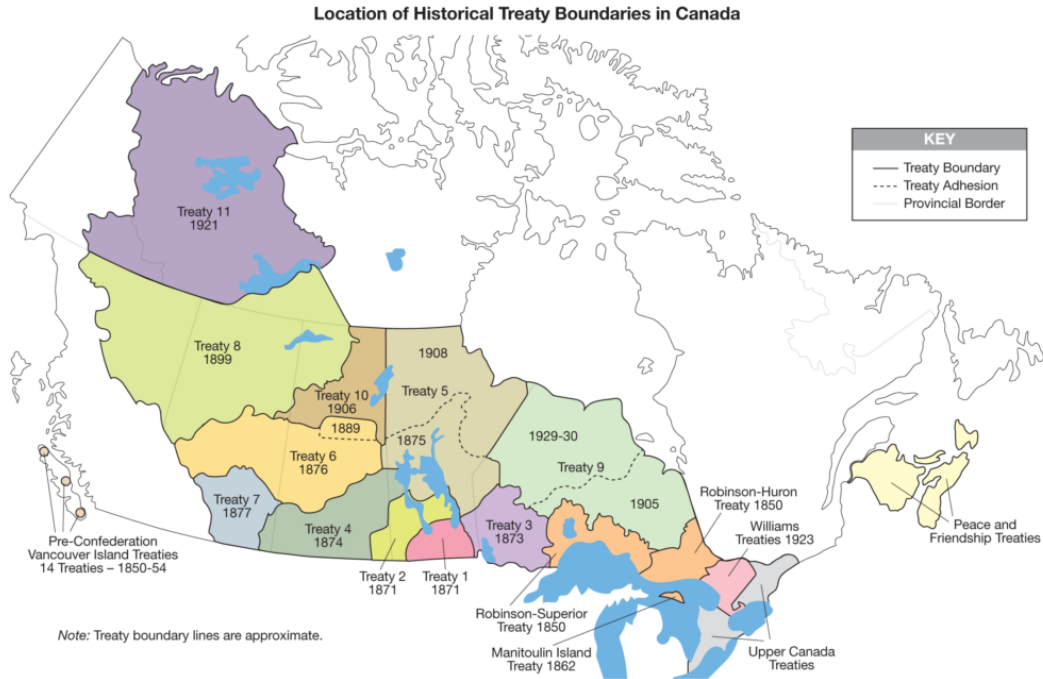 Location of Historical Treaty Boundaries in Canada
KEY
Treaty Boundary
Treaty Adhesion
Provincial Border
Treaty 11
1921
Treaty 8
1899
1908
Treaty 10
1906
Treaty 5
1889
1875
1929-30
Treaty 6
1876
Treaty 9
Treaty 7
1877
1905
Treaty 4
1874
Treaty 3
1873
Robinson-Huron
Treaty 1850
Williams
Treaties 1923
Peace and
Friendship Treaties
Pre-Confederation
Vancouver Island Treaties
14 Treaties – 1850-54
Treaty 2
1871
Treaty 1
1871
Robinson-Superior
Treaty 1850
Manitoulin Island
Treaty 1862
Upper Canada
Treaties
Note: Treaty boundary lines are approximate.